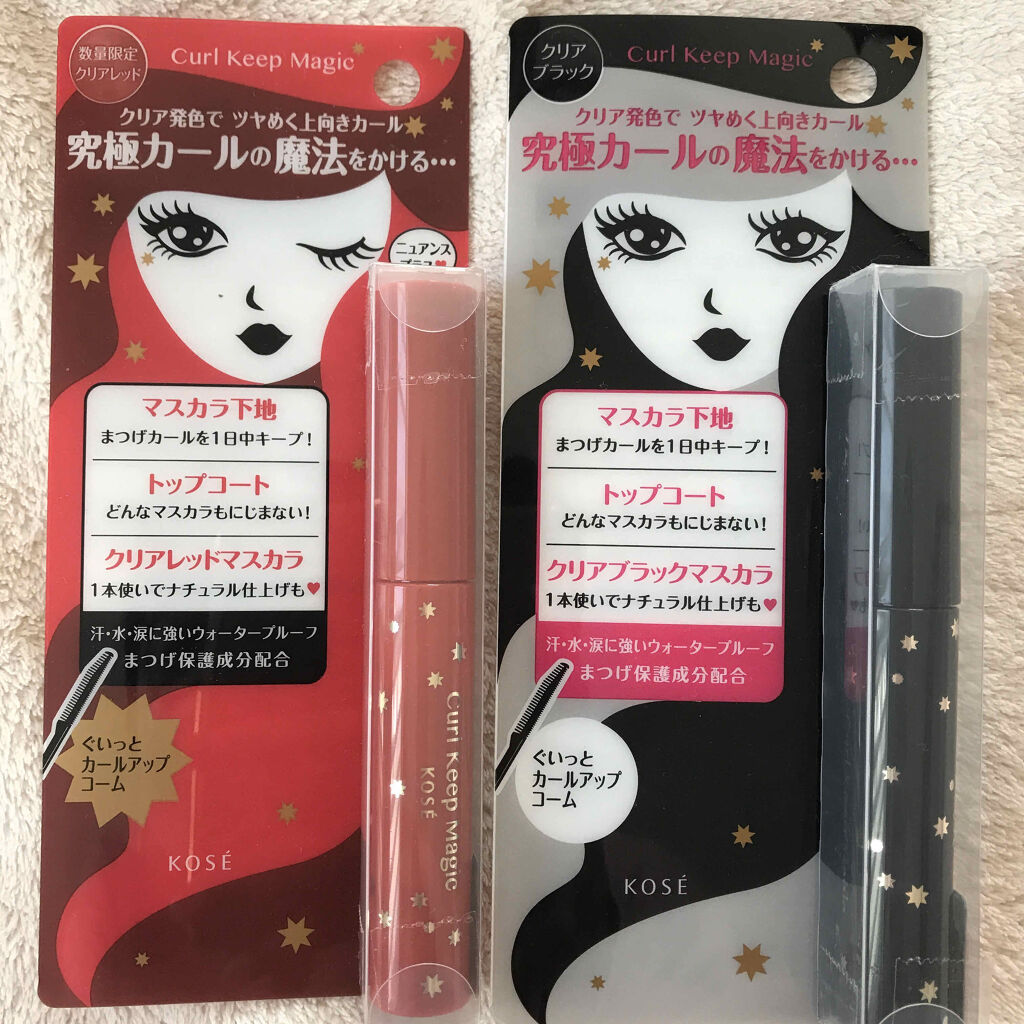 数量限定
クリアレッド
Curl Keep Magic
クリア発色で ツヤめく上向きカール
究極カールの魔法をかける…
ニュアンス
プラス♥
マスカラ下地
まつげカールを1日中キープ!
トップコート
どんなマスカラもにじまない!
クリアレッドマスカラ
1本使いでナチュラル仕上げも♥
汗・水・涙に強いウォータープルーフ
まつげ保護成分配合
ぐいっと
カールアップ
コーム
KOSÉ
Curl Keep Magic
KOSÉ
クリア
ブラック
Curl Keep Magic
クリア発色で ツヤめく上向きカール
究極カールの魔法をかける…
マスカラ下地
まつげカールを1日中キープ!
トップコート
どんなマスカラもにじまない!
クリアブラックマスカラ
1本使いでナチュラル仕上げも♥
汗・水・涙に強いウォータープルーフ
まつげ保護成分配合
ぐいっと
カールアップ
コーム
KOSÉ